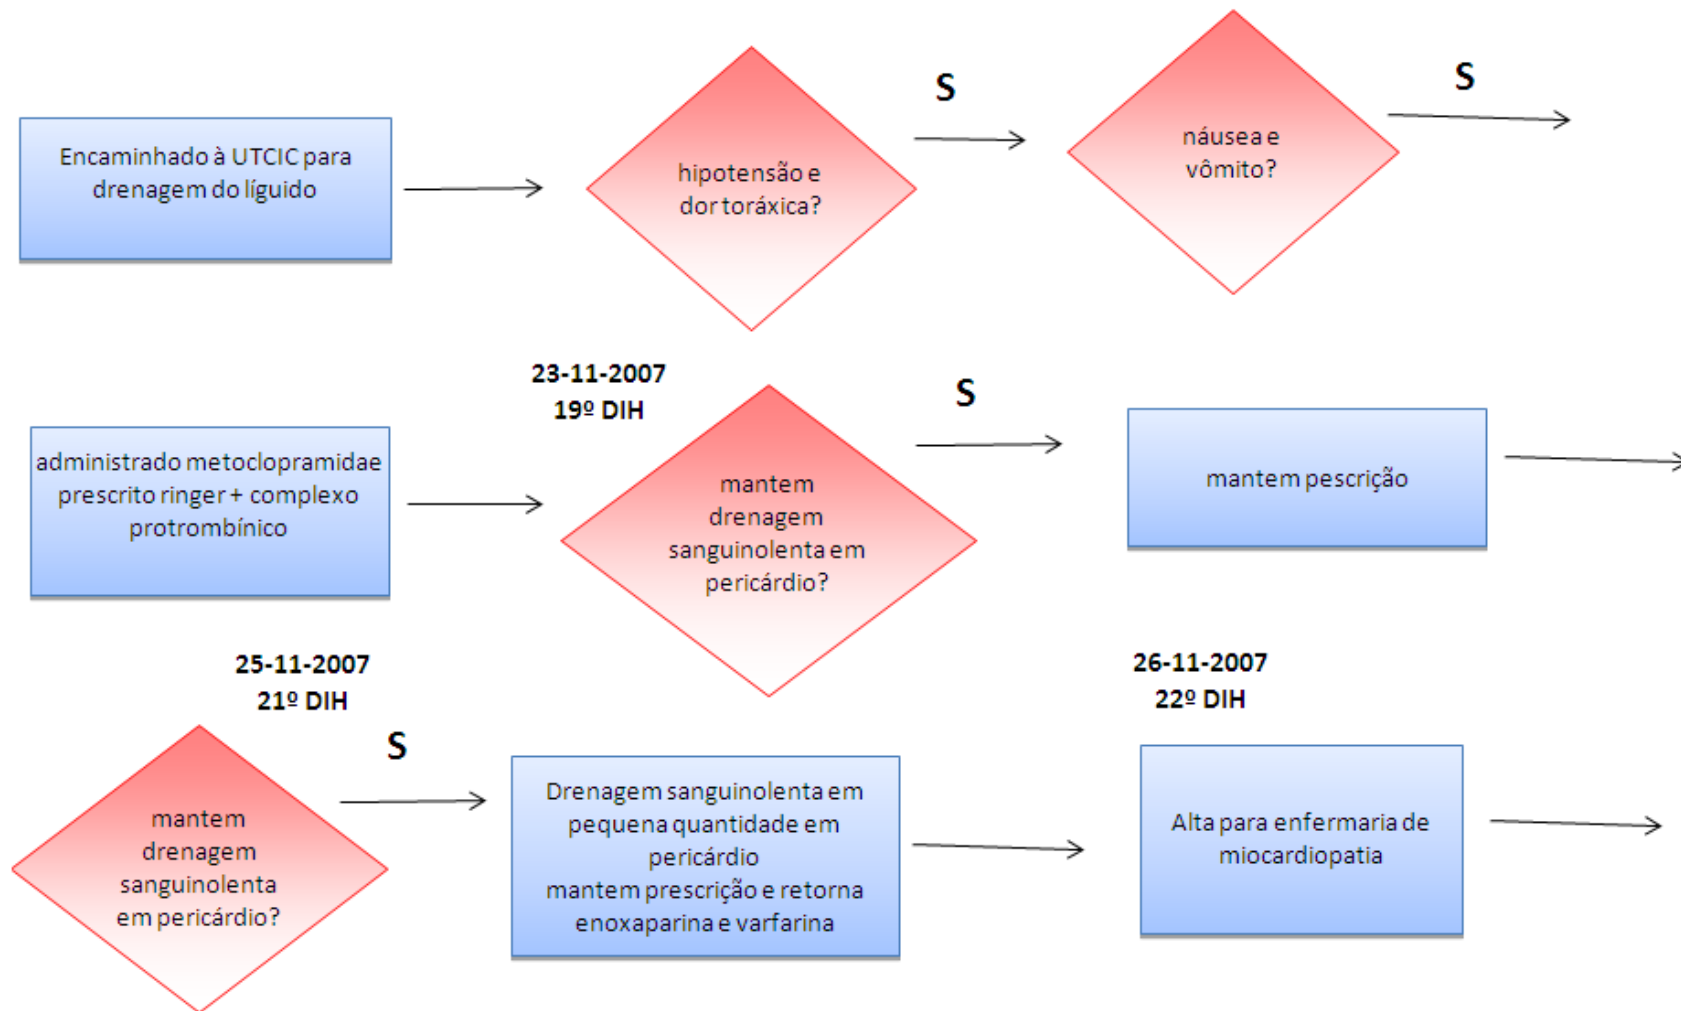 Encaminhado à UTCIC para
drenagem do líguido
hipotensão e
dor toráxica?
S
náusea e
vômito?
S
administrado metoclopramidae
prescrito ringer + complexo
protrombínico
23-11-2007
19º DIH
mantem
drenagem
sanguinolenta em
pericárdio?
S
mantem pescrição
25-11-2007
21º DIH
mantem
drenagem
sanguinolenta
em pericárdio?
S
Drenagem sanguinolenta em
pequena quantidade em
pericárdio
mantem prescrição e retorna
enoxaparina e varfarina
26-11-2007
22º DIH
Alta para enfermaria de
miocardiopatia